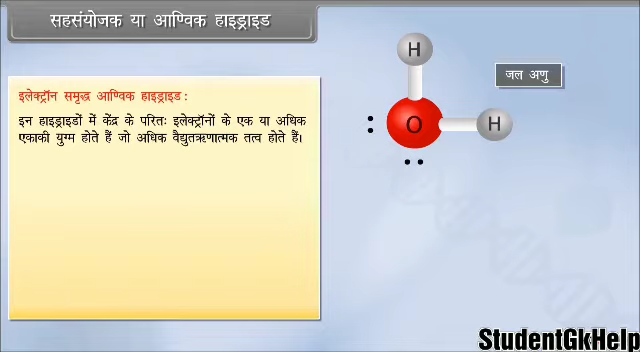 सहसंयोजक या आण्विक हाइड्राइड
इलेक्ट्रॉन समृद्ध आण्विक हाइड्राइड :
इन हाइड्राइडों में केंद्र के परितः इलेक्ट्रॉनों के एक या अधिक
एकाकी युग्म होते हैं जो अधिक वैद्युतऋणात्मक तत्व होते हैं।
H
जल अणु
O
H
StudentGkHelp